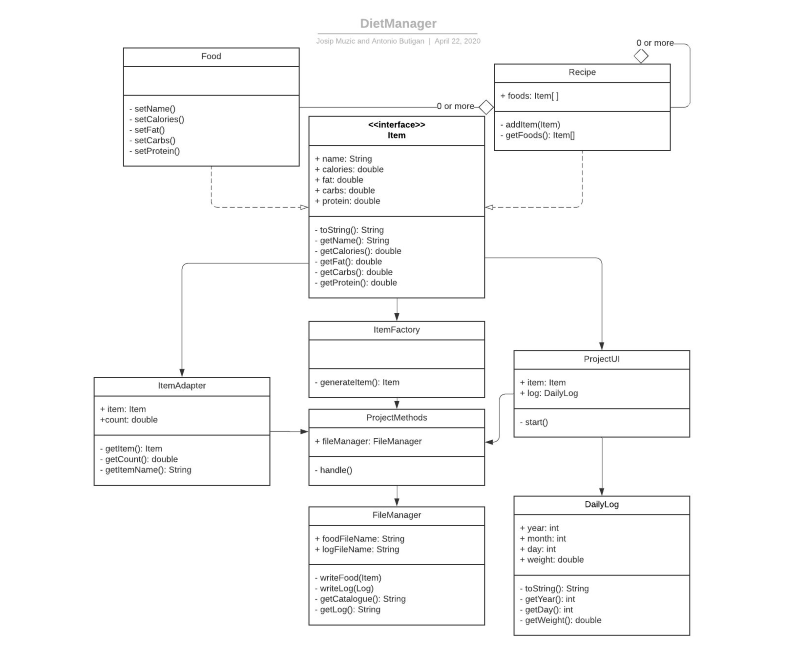 DietManager
Josip Muzic and Antonio Butigan | April 22, 2020
Food
- setName()
- setCalories()
- setFat()
- setCarbs()
- setProtein()
0 or more
0 or more
Recipe
+ foods: Item[ ]
- addItem(Item)
- getFoods(): Item[]
<<interface>>
Item
+ name: String
+ calories: double
+ fat: double
+ carbs: double
+ protein: double
- toString(): String
- getName(): String
- getCalories(): double
- getFat(): double
- getCarbs(): double
- getProtein(): double
ItemFactory
- generateItem(): Item
ProjectUI
+ item: Item
+ log: DailyLog
- start()
ItemAdapter
+ item: Item
+count: double
- getItem(): Item
- getCount(): double
- getItemName(): String
ProjectMethods
+ fileManager: FileManager
- handle()
FileManager
+ foodFileName: String
+ logFileName: String
- writeFood(Item)
- writeLog(Log)
- getCatalogue(): String
- getLog(): String
DailyLog
+ year: int
+ month: int
+ day: int
+ weight: double
- toString(): String
- getYear(): int
- getDay(): int
- getWeight(): double